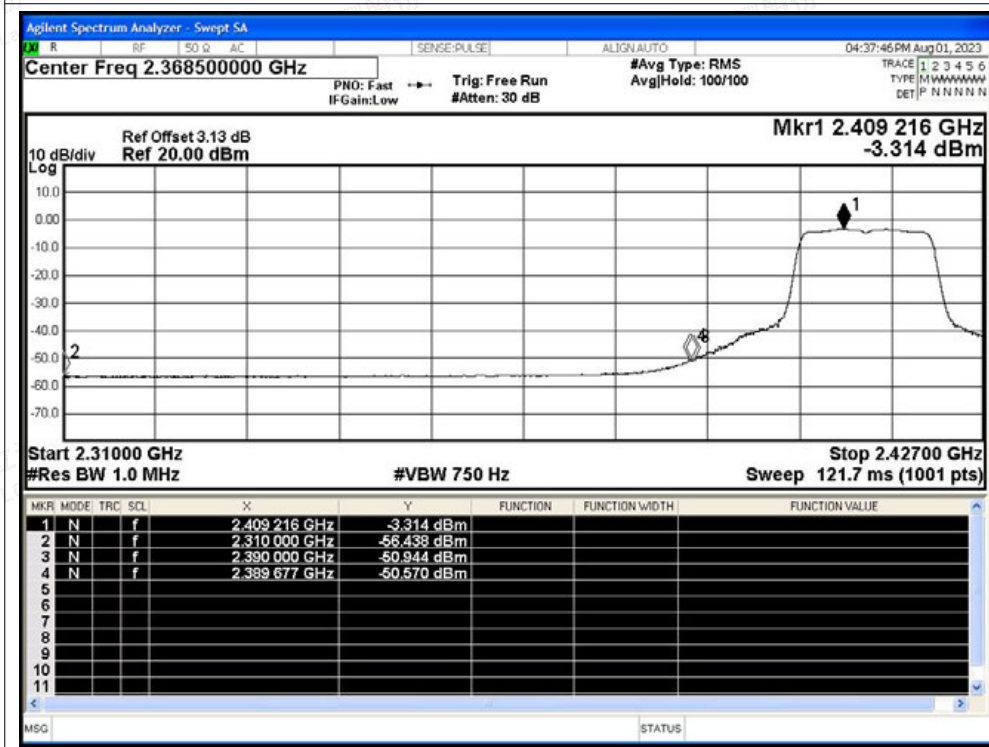 Agilent Spectrum Analyzer - Swept SA
R RF 50 Ω AC SENSE:PULSE ALIGNAUTO 04:37:46 PM Aug 01, 2023
Center Freq 2.368500000 GHz #Avg Type: RMS TRACE 1 2 3 4 5 6
PNO: Fast Trig: Free Run Avg|Hold: 100/100 TYPE M
IFGain:Low #Atten: 30 dB DET P N N N N N
Mkr1 2.409 216 GHz
Ref Offset 3.13 dB
10 dB/div Ref 20.00 dBm -3.314 dBm
Log
10.0
1
0.00
-10.0
-20.0
-30.0
-40.0
4
-50.0 2
-60.0
-70.0
Start 2.31000 GHz Stop 2.42700 GHz
#Res BW 1.0 MHz #VBW 750 Hz Sweep 121.7 ms (1001 pts)
MKR MODE TRC SCL X Y FUNCTION FUNCTION WIDTH FUNCTION VALUE
1 N f 2.409 216 GHz -3.314 dBm
2 N f 2.310 000 GHz -56.438 dBm
3 N f 2.390 000 GHz -50.944 dBm
4 N f 2.389 677 GHz -50.570 dBm
5
6
7
8
9
10
11
MSG STATUS